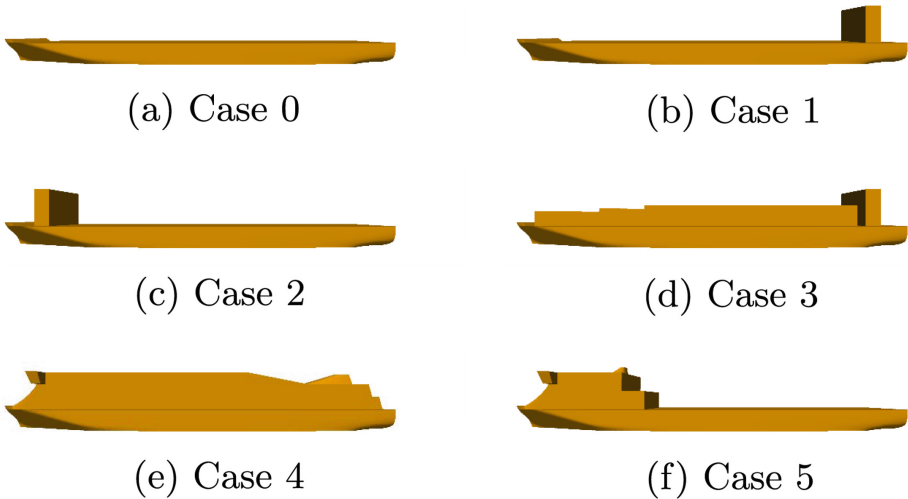 (a) Case 0
(b) Case 1
(c) Case 2
(d) Case 3
(e) Case 4
(f) Case 5